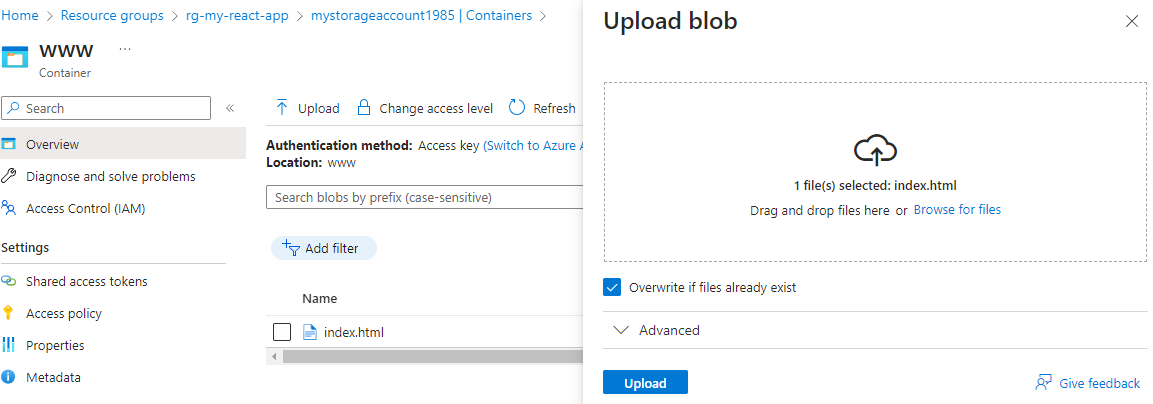 Home > Resource groups > rg-my-react-app > mystorageaccount1985 | Containers >
www ...
Container
Search «
Overview
Diagnose and solve problems
Access Control (IAM)
Settings
Shared access tokens
Access policy
Properties
Metadata
Upload Change access level Refresh
Authentication method: Access key (Switch to Azure A
Location: www
Search blobs by prefix (case-sensitive)
Add filter
Name
index.html
Upload blob
1 file(s) selected: index.html
Drag and drop files here or Browse for files
Overwrite if files already exist
Advanced
Upload
Give feedback